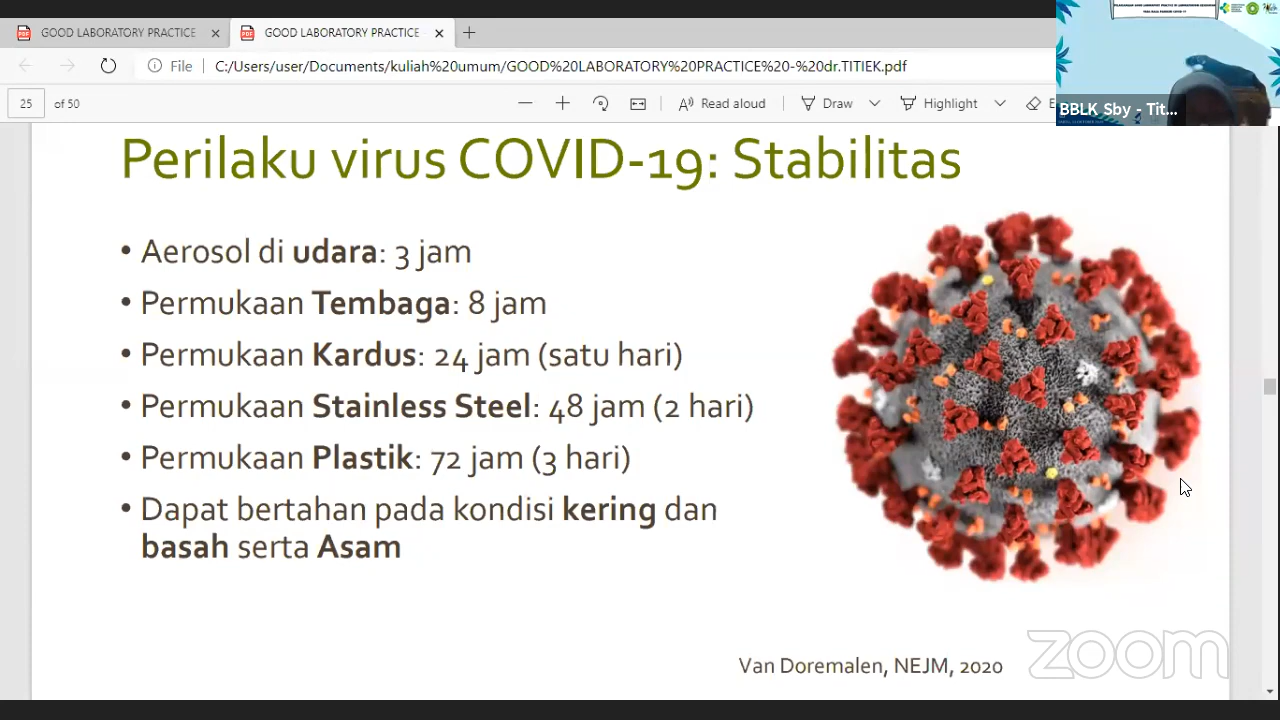 GOOD LABORATORY PRACTICE
GOOD LABORATORY PRACTICE
File
C:/Users/user/Documents/kuliah%20umum/GOOD%20LABORATORY%20PRACTICE%20-%20dr.TITIEK.pdf
25 of 50
Read aloud
Draw
Highlight
BBLK Sby - Tit...
Perilaku virus COVID-19: Stabilitas
• Aerosol di udara: 3 jam
• Permukaan Tembaga: 8 jam
• Permukaan Kardus: 24 jam (satu hari)
• Permukaan Stainless Steel: 48 jam (2 hari)
• Permukaan Plastik: 72 jam (3 hari)
• Dapat bertahan pada kondisi kering dan
basah serta Asam
Van Doremalen, NEJM, 2020
zoom